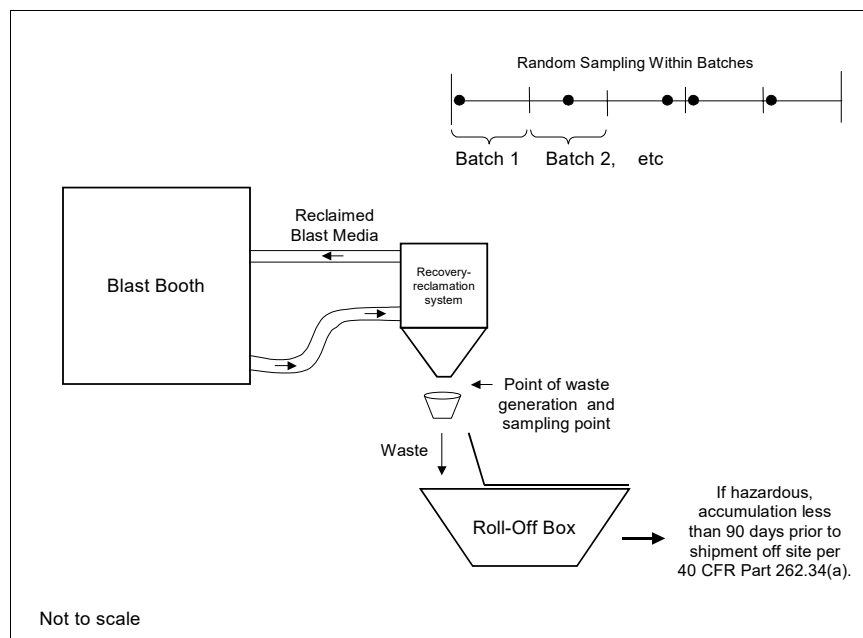 Random Sampling Within Batches
Batch 1
Batch 2, etc
Reclaimed
Blast Media
Blast Booth
Recovery-
reclamation
system
Point of waste
generation and
sampling point
Waste
Roll-Off Box
If hazardous,
accumulation less
than 90 days prior to
shipment off site per
40 CFR Part 262.34(a).
Not to scale